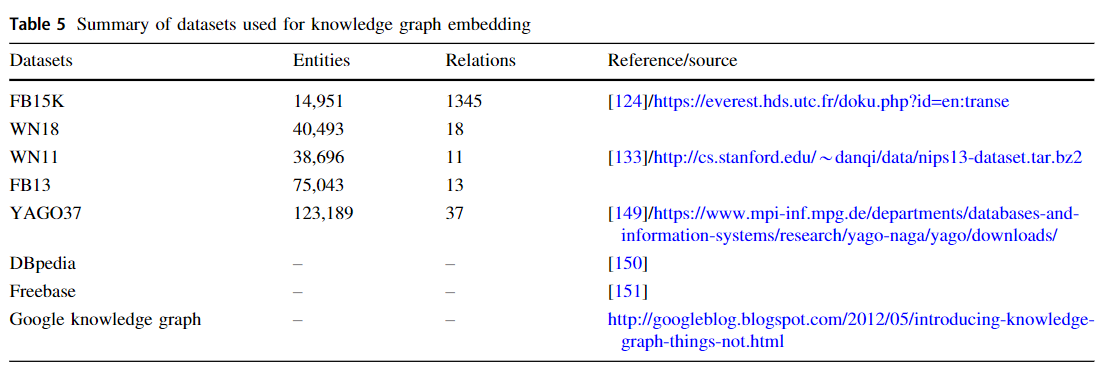 Table 5 Summary of datasets used for knowledge graph embedding
Datasets Entities Relations Reference/source
FB15K 14,951 1345 [124]/https://everest.hds.utc.fr/doku.php?id=en:transe
WN18 40,493 18
WN11 38,696 11 [133]/http://cs.stanford.edu/~danqi/data/nips13-dataset.tar.bz2
FB13 75,043 13
YAGO37 123,189 37 [149]/https://www.mpi-inf.mpg.de/departments/databases-and-
information-systems/research/yago-naga/yago/downloads/
DBpedia – – [150]
Freebase – – [151]
Google knowledge graph – – http://googleblog.blogspot.com/2012/05/introducing-knowledge-
graph-things-not.html